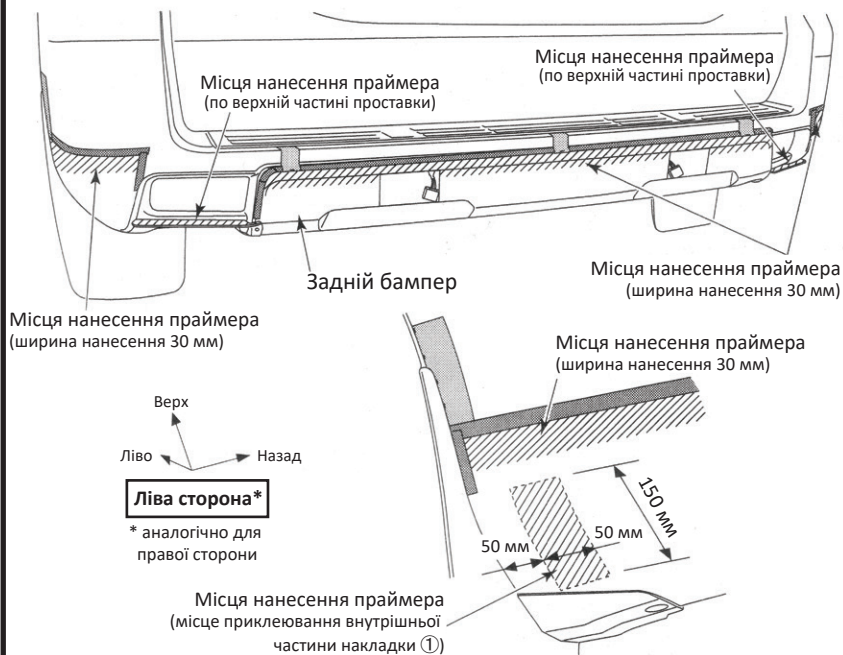 Місця нанесення праймера
(по верхній частині проставки)
Місця нанесення праймера
(по верхній частині проставки)
Задній бампер
Місця нанесення праймера
(ширина нанесення 30 мм)
Місця нанесення праймера
(ширина нанесення 30 мм)
Місця нанесення праймера
(ширина нанесення 30 мм)
Верх
Ліво
Назад
Ліва сторона*
* аналогічно для
правої сторони
150 мм
50 мм
50 мм
Місця нанесення праймера
(місце приклеювання внутрішньої
частини накладки ①)